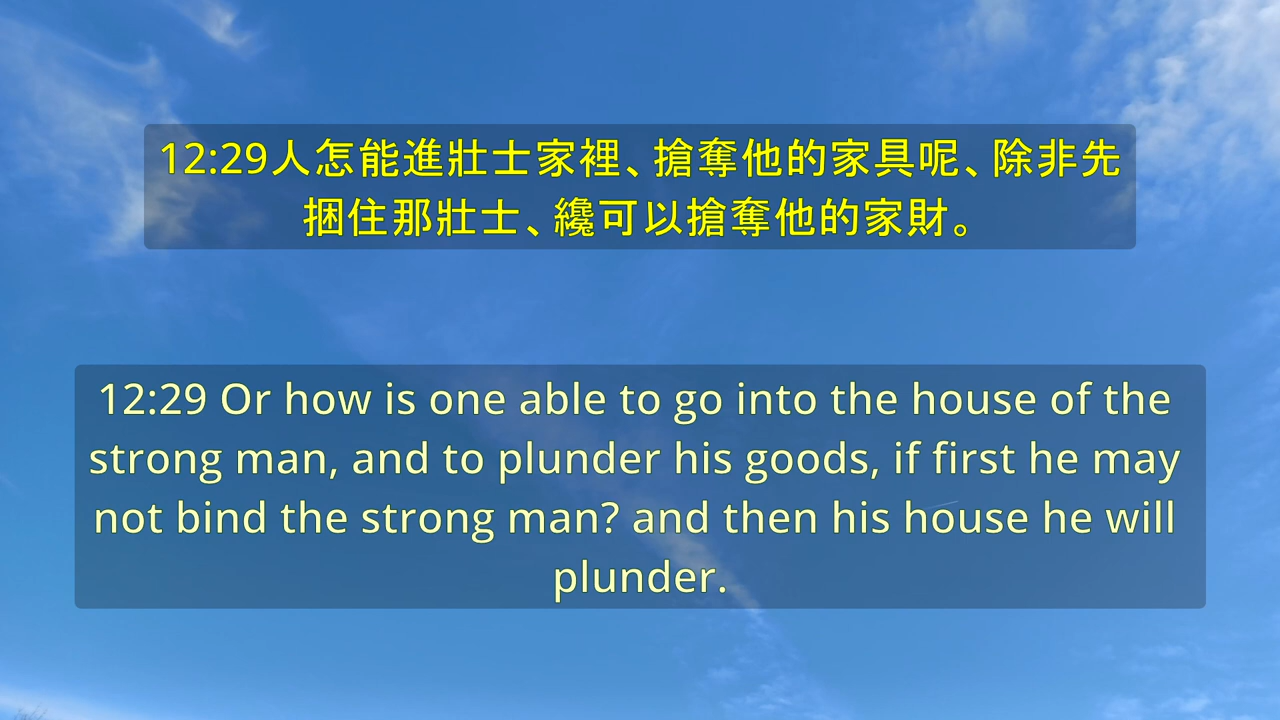 12:29人怎能進壯士家裡、搶奪他的家具呢、除非先
捆住那壯士、纔可以搶奪他的家財。
12:29 Or how is one able to go into the house of the
strong man, and to plunder his goods, if first he may
not bind the strong man? and then his house he will
plunder.